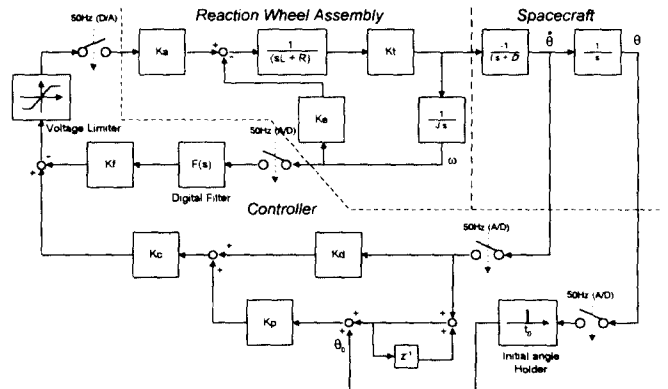 Reaction Wheel Assembly
Spacecraft
50Hz (D/A)
Ka
+
-
1
(sL + R)
Kt
-1
(s + D
θ̇
1
s
θ
Voltage Limiter
Ke
1
Js
ω
50Hz (A/D)
-
+
Kf
F(s)
Digital Filter
Controller
Kc
+
+
Kd
50Hz (A/D)
Kp
+
+
θ₀
+
+
z⁻¹
50Hz (A/D)
t₀
Initial angle
Holder